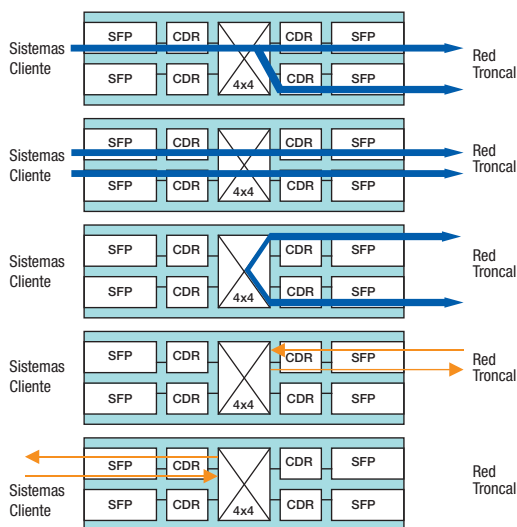 SFP CDR CDR SFP
Sistemas
Cliente
Red
Troncal
SFP CDR 4x4 CDR SFP
SFP CDR CDR SFP
Sistemas
Cliente
Red
Troncal
SFP CDR 4x4 CDR SFP
SFP CDR CDR SFP
Sistemas
Cliente
Red
Troncal
SFP CDR 4x4 CDR SFP
SFP CDR CDR SFP
Sistemas
Cliente
Red
Troncal
SFP CDR 4x4 CDR SFP
SFP CDR CDR SFP
Sistemas
Cliente
Red
Troncal
SFP CDR 4x4 CDR SFP